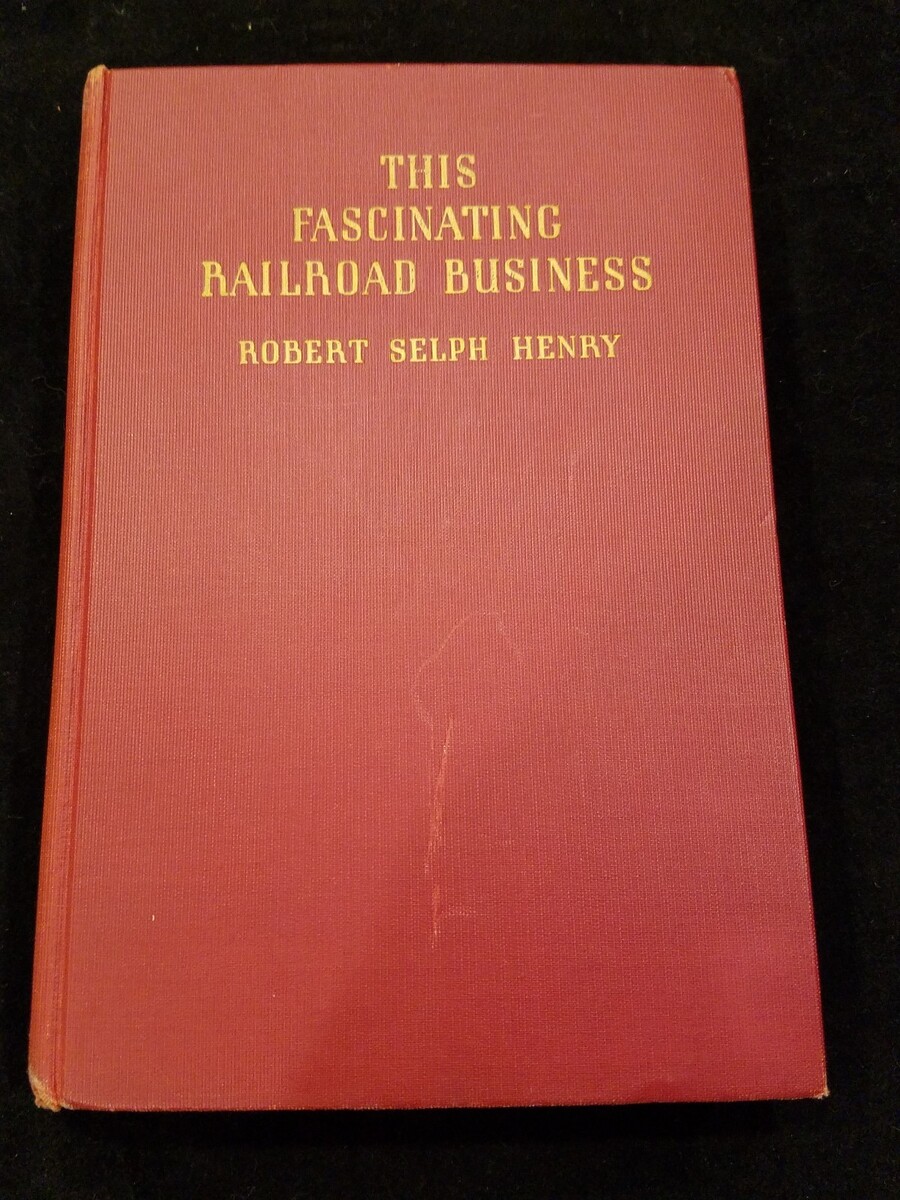 THIS
FASCINATING
RAILROAD BUSINESS
ROBERT SELPH HENRY